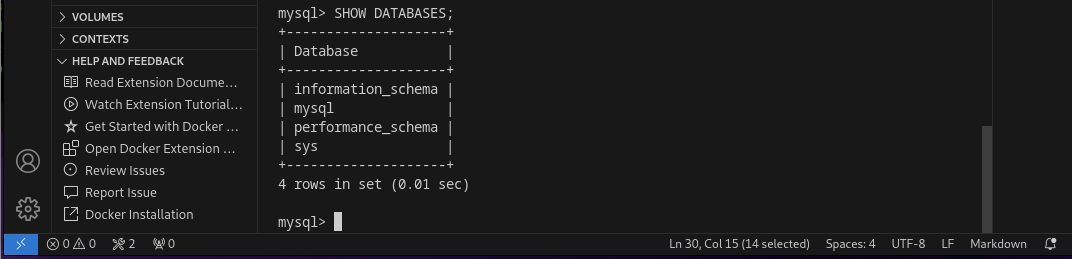 VOLUMES
CONTEXTS
HELP AND FEEDBACK
Read Extension Docume...
Watch Extension Tutorial...
Get Started with Docker ...
Open Docker Extension ...
Review Issues
Report Issue
Docker Installation
mysql> SHOW DATABASES;
+--------------------+
| Database           |
+--------------------+
| information_schema |
| mysql              |
| performance_schema |
| sys                |
+--------------------+
4 rows in set (0.01 sec)
mysql>
0 0 2 0 Ln 30, Col 15 (14 selected) Spaces: 4 UTF-8 LF Markdown